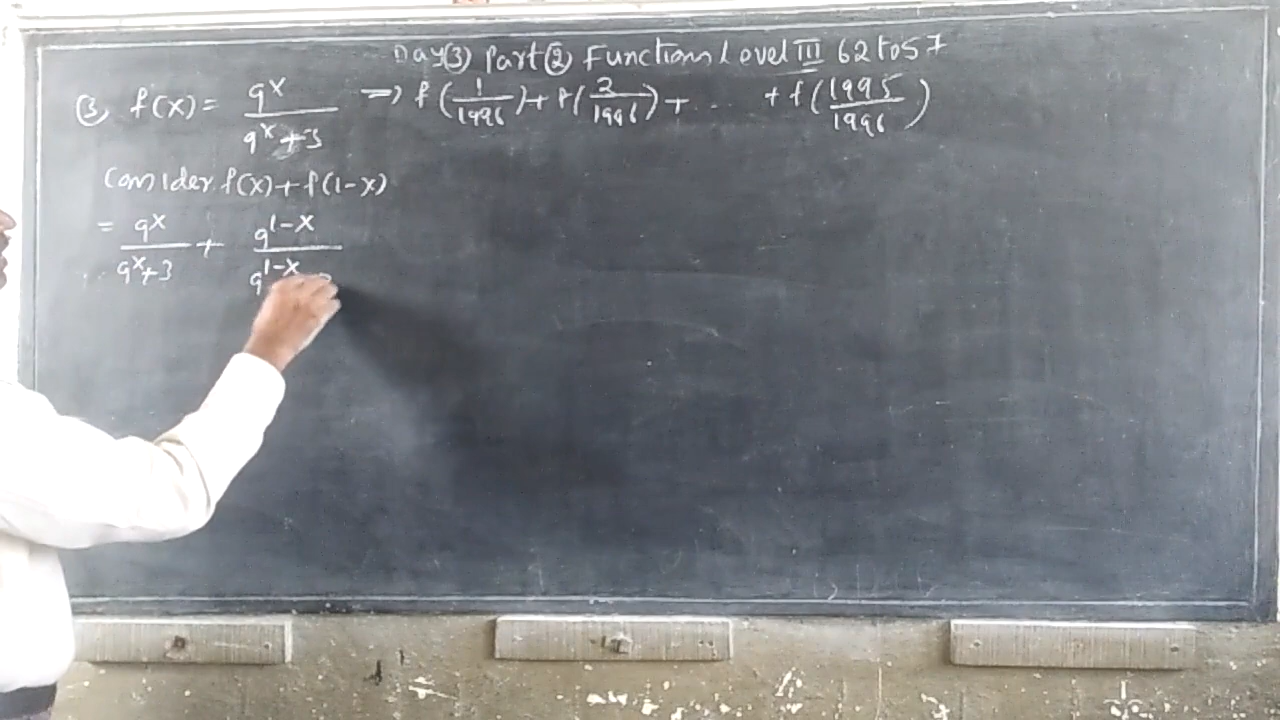 Day(3) Part(2) Functions Level III 62 to 57
(3) f(x) = 9^x / (9^x + 3) => f(1/1996) + f(2/1996) + .. + f(1995/1996)
Consider f(x) + f(1-x)
= 9^x / (9^x + 3) + 9^(1-x) / 9^(1-x)